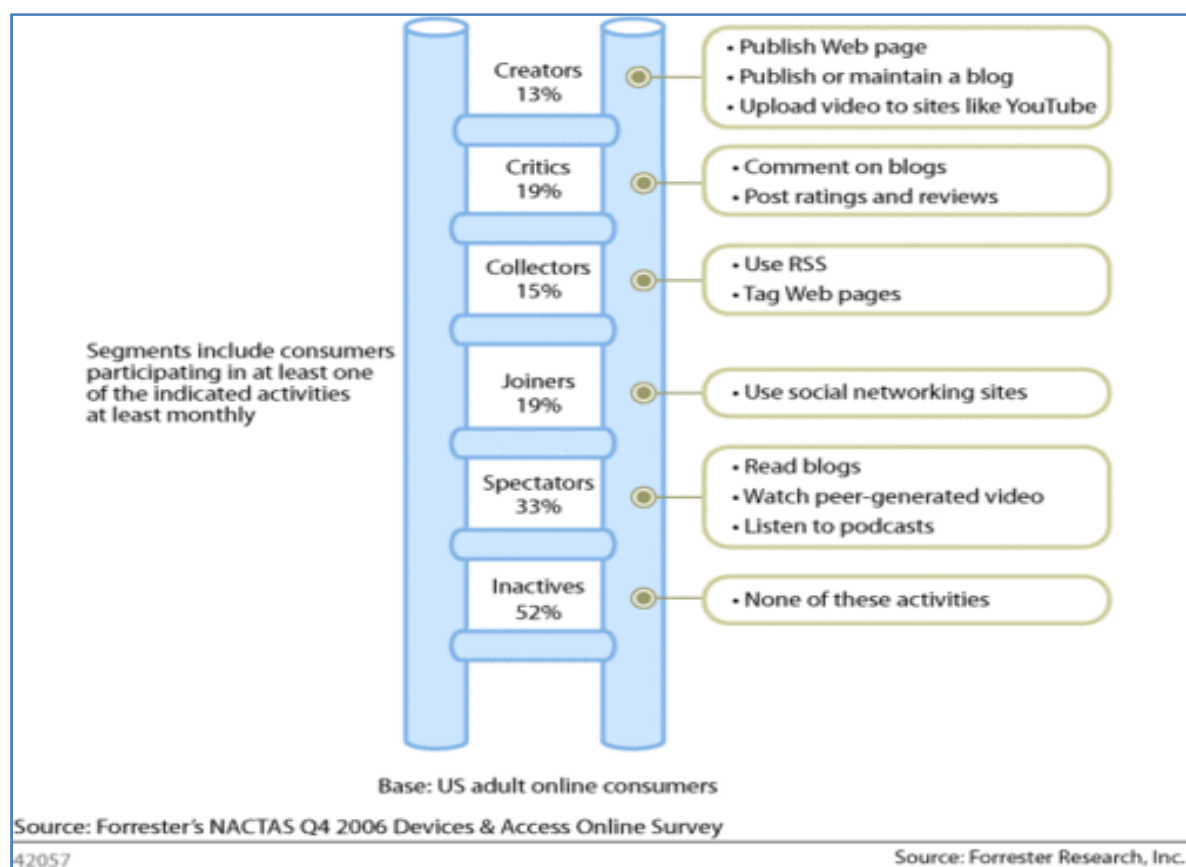 Creators
13%
• Publish Web page
• Publish or maintain a blog
• Upload video to sites like YouTube
Critics
19%
• Comment on blogs
• Post ratings and reviews
Collectors
15%
• Use RSS
• Tag Web pages
Segments include consumers
participating in at least one
of the indicated activities
at least monthly
Joiners
19%
• Use social networking sites
Spectators
33%
• Read blogs
• Watch peer-generated video
• Listen to podcasts
Inactives
52%
• None of these activities
Base: US adult online consumers
Source: Forrester's NACTAS Q4 2006 Devices & Access Online Survey
42057
Source: Forrester Research, Inc.